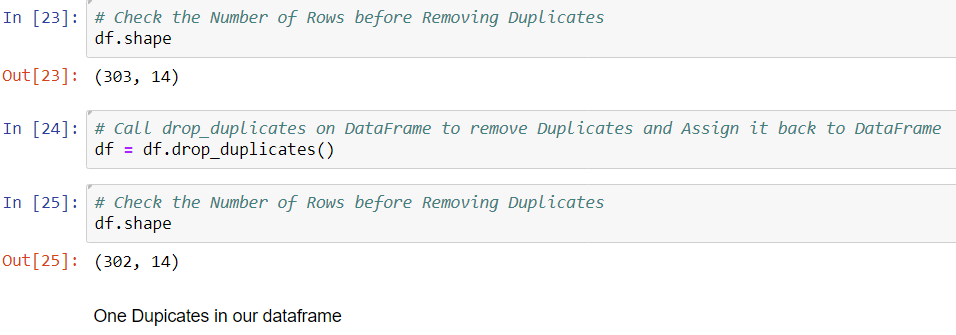 In [23]: # Check the Number of Rows before Removing Duplicates
df.shape
Out[23]: (303, 14)
In [24]: # Call drop_duplicates on DataFrame to remove Duplicates and Assign it back to DataFrame
df = df.drop_duplicates()
In [25]: # Check the Number of Rows before Removing Duplicates
df.shape
Out[25]: (302, 14)
One Dupicates in our dataframe